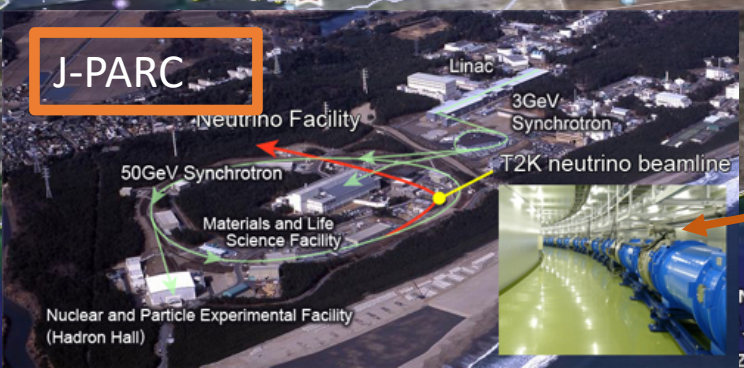 J-PARC
Linac
Neutrino Facility
3GeV
Synchrotron
50GeV Synchrotron
T2K neutrino beamline
Materials and Life
Science Facility
Nuclear and Particle Experimental Facility
(Hadron Hall)